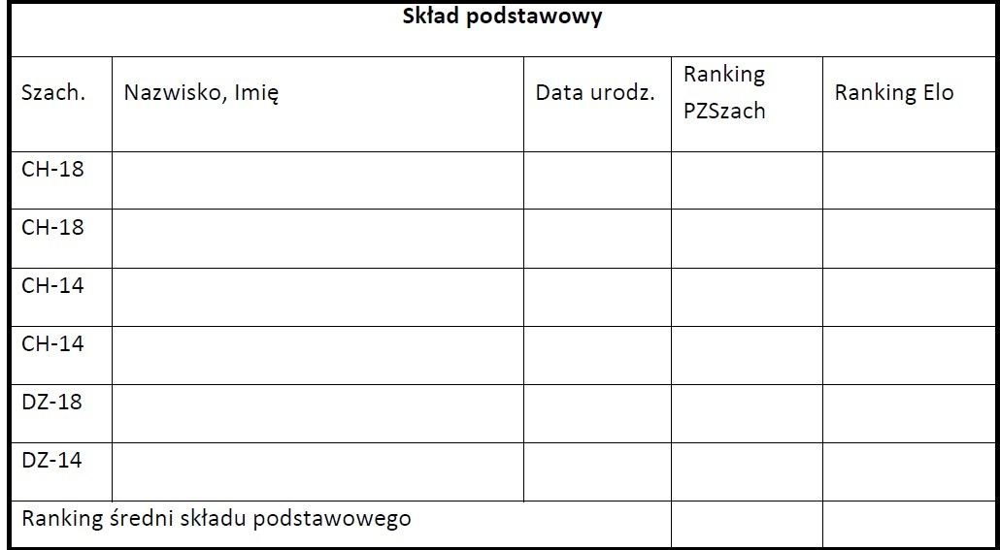 Skład podstawowy
Szach. Nazwisko, Imię Data urodz. Ranking PZSzach Ranking Elo
CH-18
CH-18
CH-14
CH-14
DZ-18
DZ-14
Ranking średni składu podstawowego